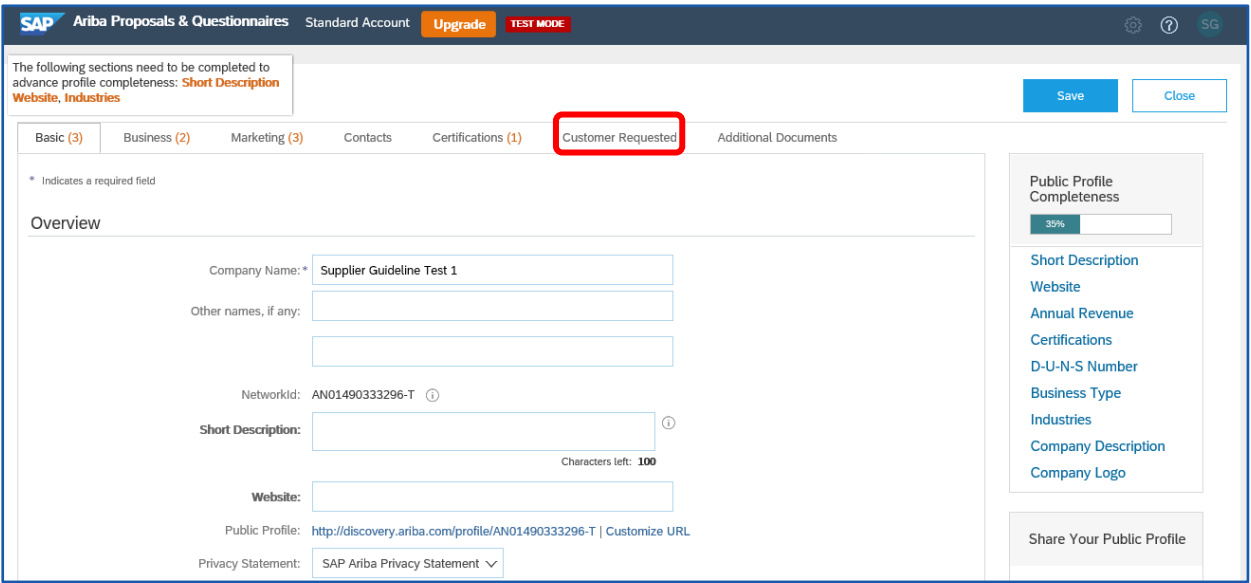 SAP Ariba Proposals & Questionnaires Standard Account Upgrade TEST MODE SG
The following sections need to be completed to
advance profile completeness: Short Description
Website, Industries
Save Close
Basic (3) Business (2) Marketing (3) Contacts Certifications (1) Customer Requested Additional Documents
* Indicates a required field
Overview
Company Name:* Supplier Guideline Test 1
Other names, if any:
NetworkId: AN01490333296-T
Short Description:
Characters left: 100
Website:
Public Profile: http://discovery.ariba.com/profile/AN01490333296-T | Customize URL
Privacy Statement: SAP Ariba Privacy Statement
Public Profile
Completeness
35%
Short Description
Website
Annual Revenue
Certifications
D-U-N-S Number
Business Type
Industries
Company Description
Company Logo
Share Your Public Profile